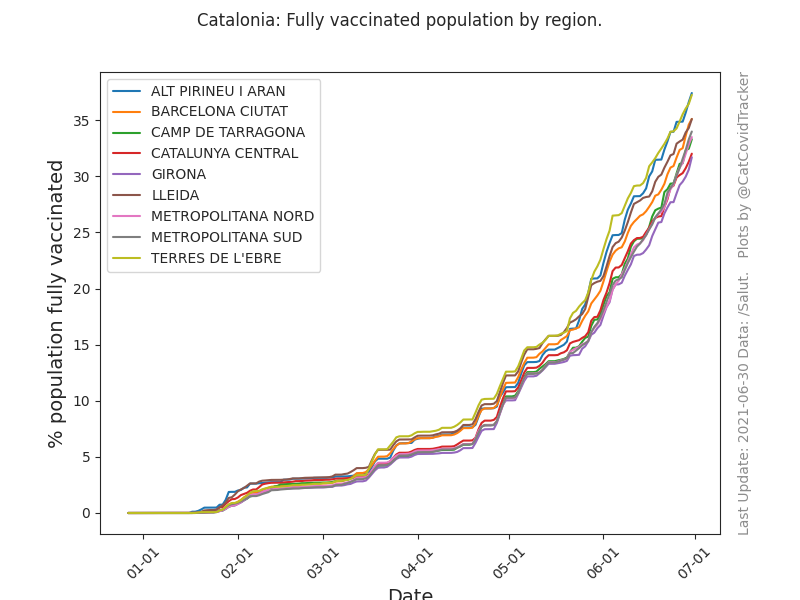 Catalonia: Fully vaccinated population by region.
ALT PIRINEU I ARAN
BARCELONA CIUTAT
CAMP DE TARRAGONA
CATALUNYA CENTRAL
GIRONA
LLEIDA
METROPOLITANA NORD
METROPOLITANA SUD
TERRES DE L'EBRE
% population fully vaccinated
35
30
25
20
15
10
5
0
01-01
02-01
03-01
04-01
05-01
06-01
07-01
Date
Last Update: 2021-06-30 Data: /Salut. Plots by @CatCovidTracker